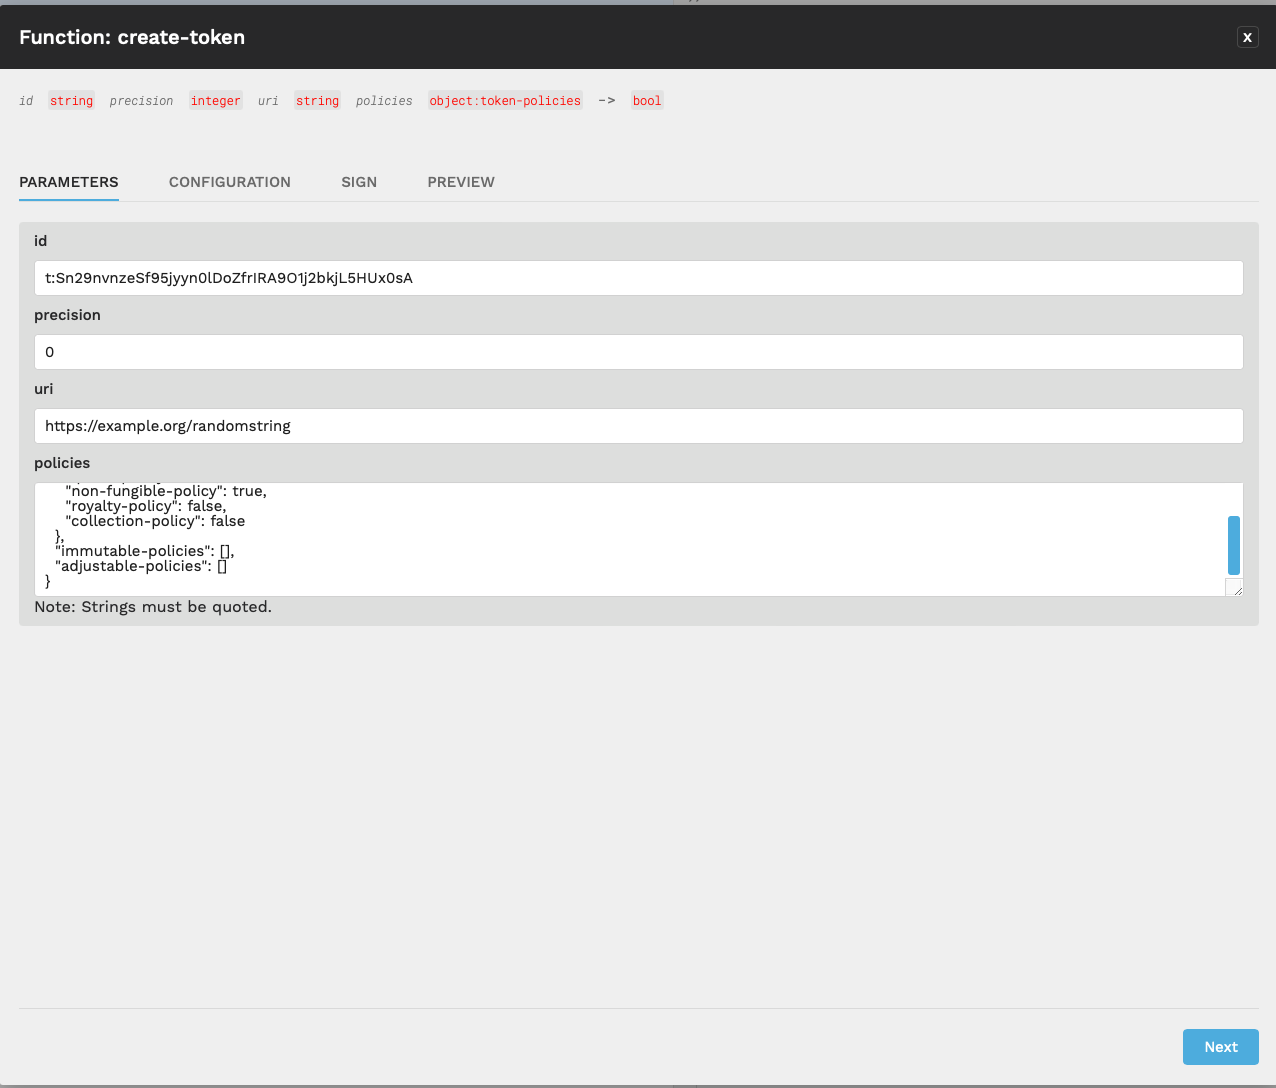 Function: create-token
X
id string precision integer uri string policies object:token-policies -> bool
PARAMETERS CONFIGURATION SIGN PREVIEW
id
t:Sn29nvnzeSf95jyyn0lDoZfrIRA9O1j2bkjL5HUx0sA
precision
0
uri
https://example.org/randomstring
policies
"non-fungible-policy": true,
"royalty-policy": false,
"collection-policy": false
},
"immutable-policies": [],
"adjustable-policies": []
}
Note: Strings must be quoted.
Next